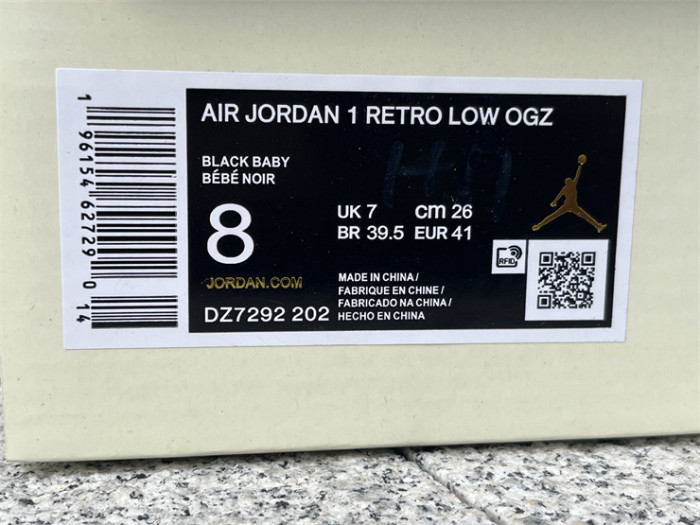 AIR JORDAN 1 RETRO LOW OGZ
BLACK BABY
BÉBÉ NOIR
8
UK 7 cm 26
BR 39.5 EUR 41
JORDAN.COM
DZ7292 202
MADE IN CHINA/
FABRIQUE EN CHINE/
FABRICADO NA CHINA/
HECHO EN CHINA
RFID
1 96154 62729 0 14